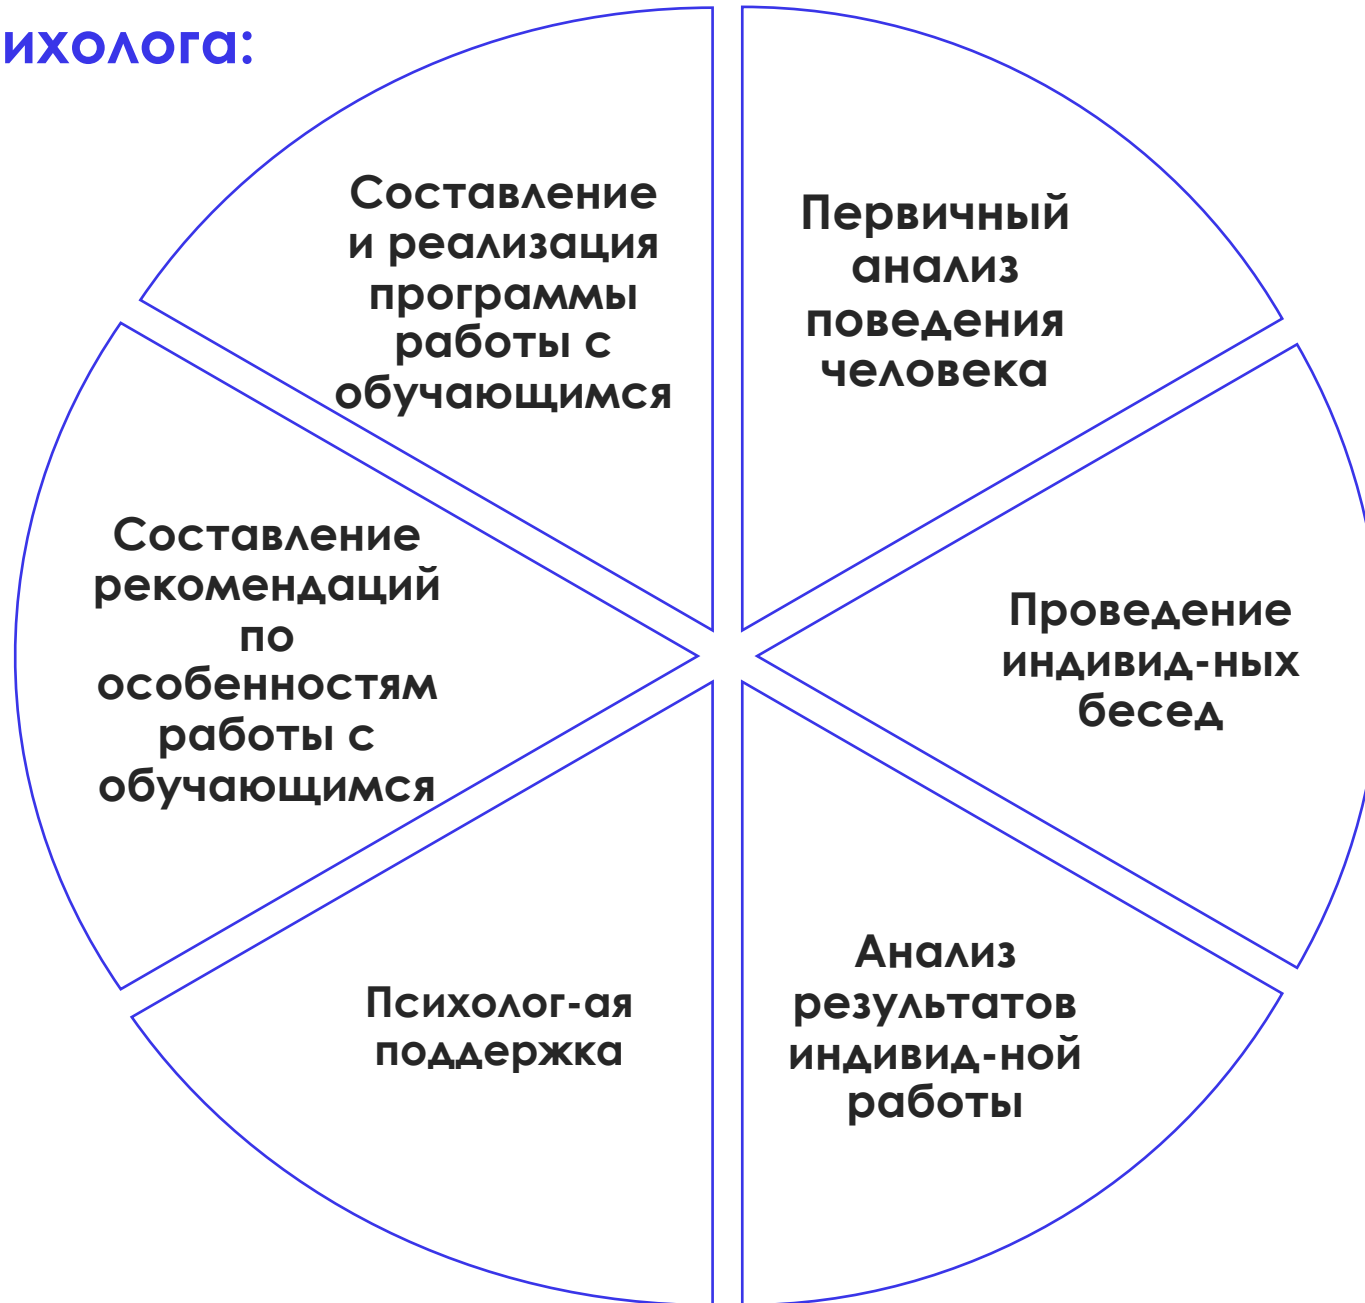 ихолога:
Составление
и реализация
программы
работы с
обучающимся
Первичный
анализ
поведения
человека
Проведение
индивид-ных
бесед
Анализ
результатов
индивид-ной
работы
Психолог-ая
поддержка
Составление
рекомендаций
по
особенностям
работы с
обучающимся